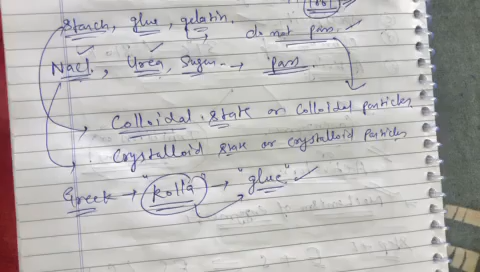 Starch, glue, gelatin.
do not pass.
Nacl, Urea, Sugar → pass.
Colloidal state or Colloidal particles
Crystalloid state or crystalloid particles
Greek → "Kolla" → "glue"